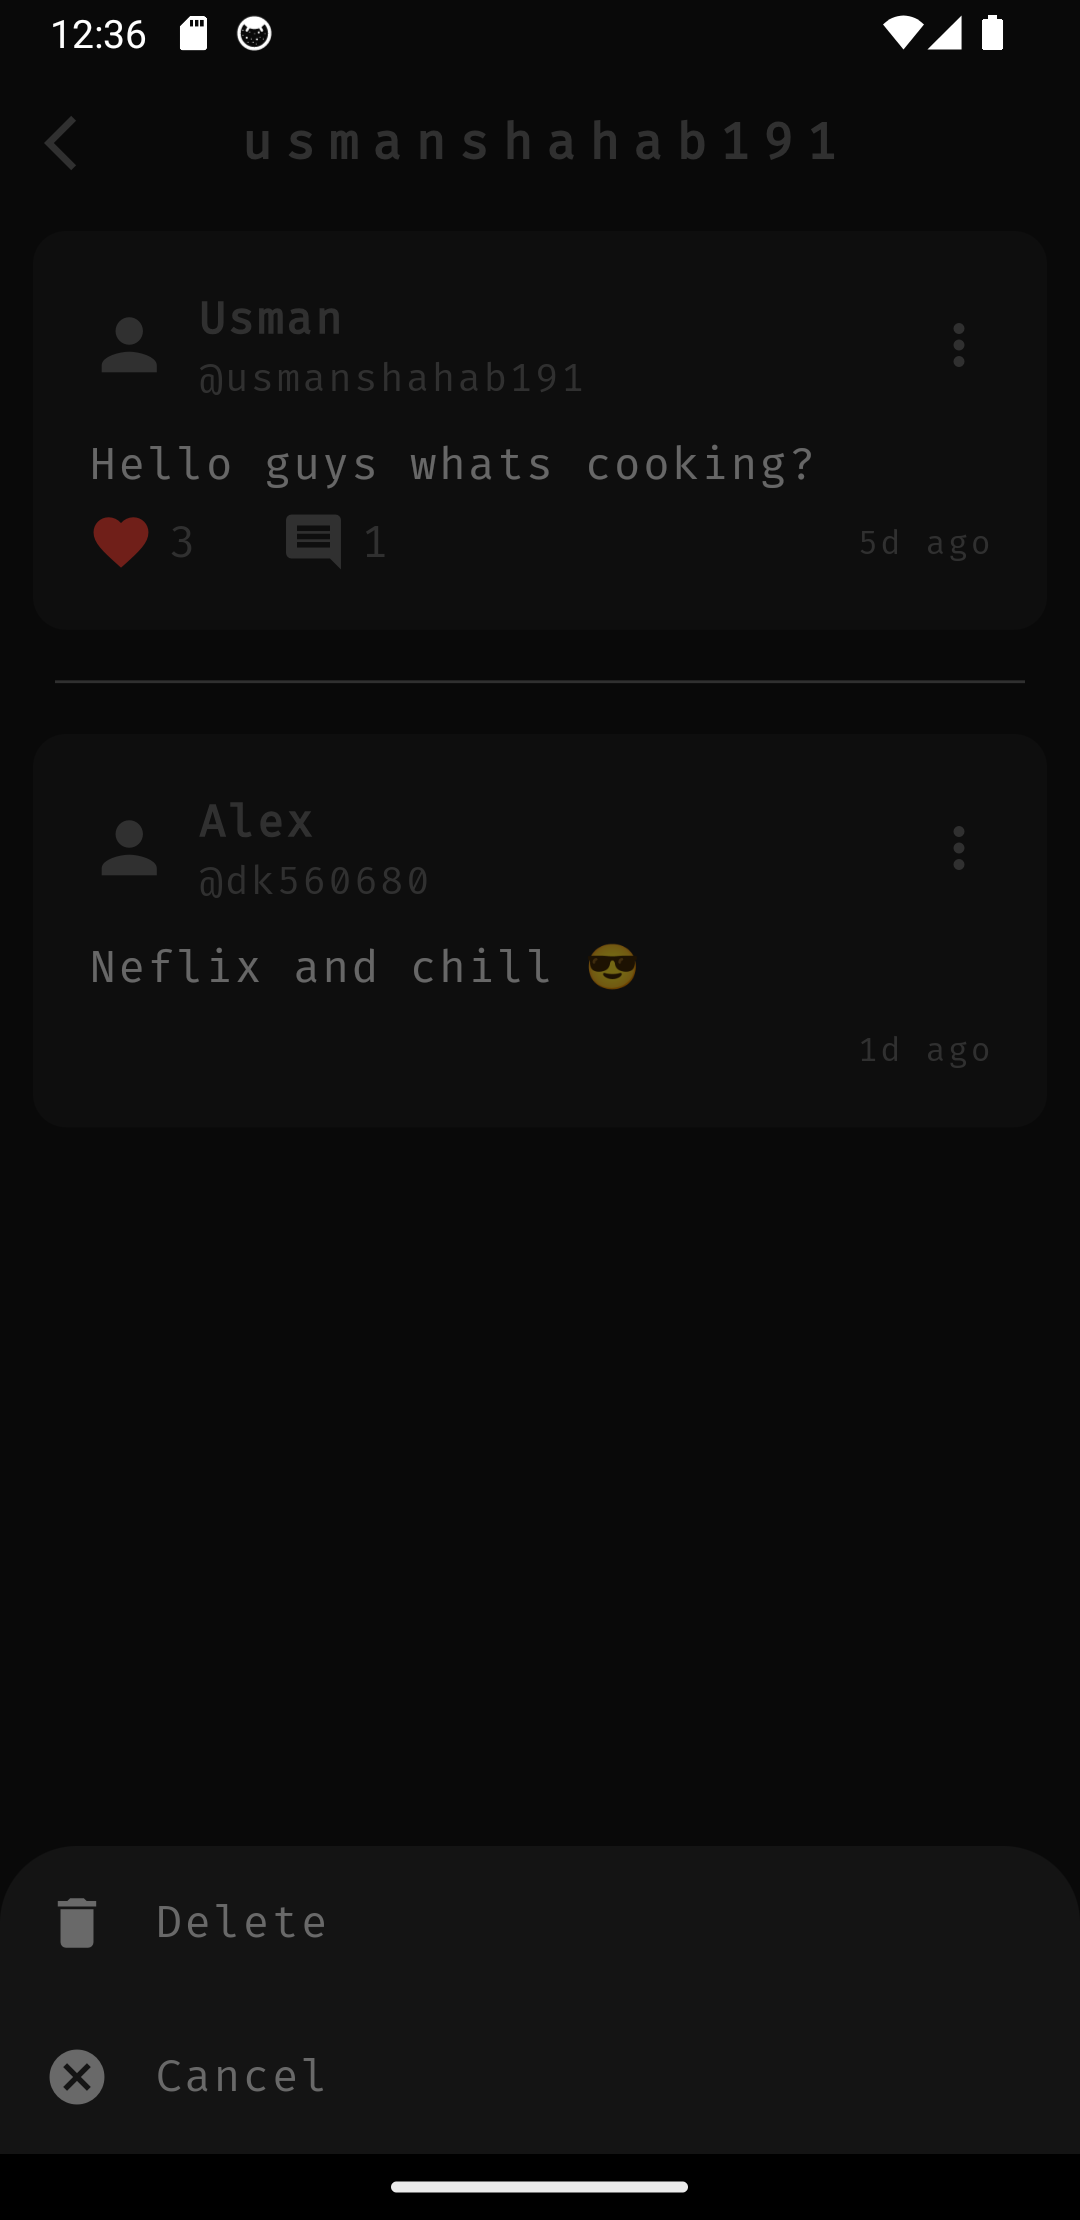 12:36
usmanshahab191
Usman
@usmanshahab191
Hello guys whats cooking?
3 1 5d ago
Alex
@dk560680
Neflix and chill 😎
1d ago
Delete
Cancel